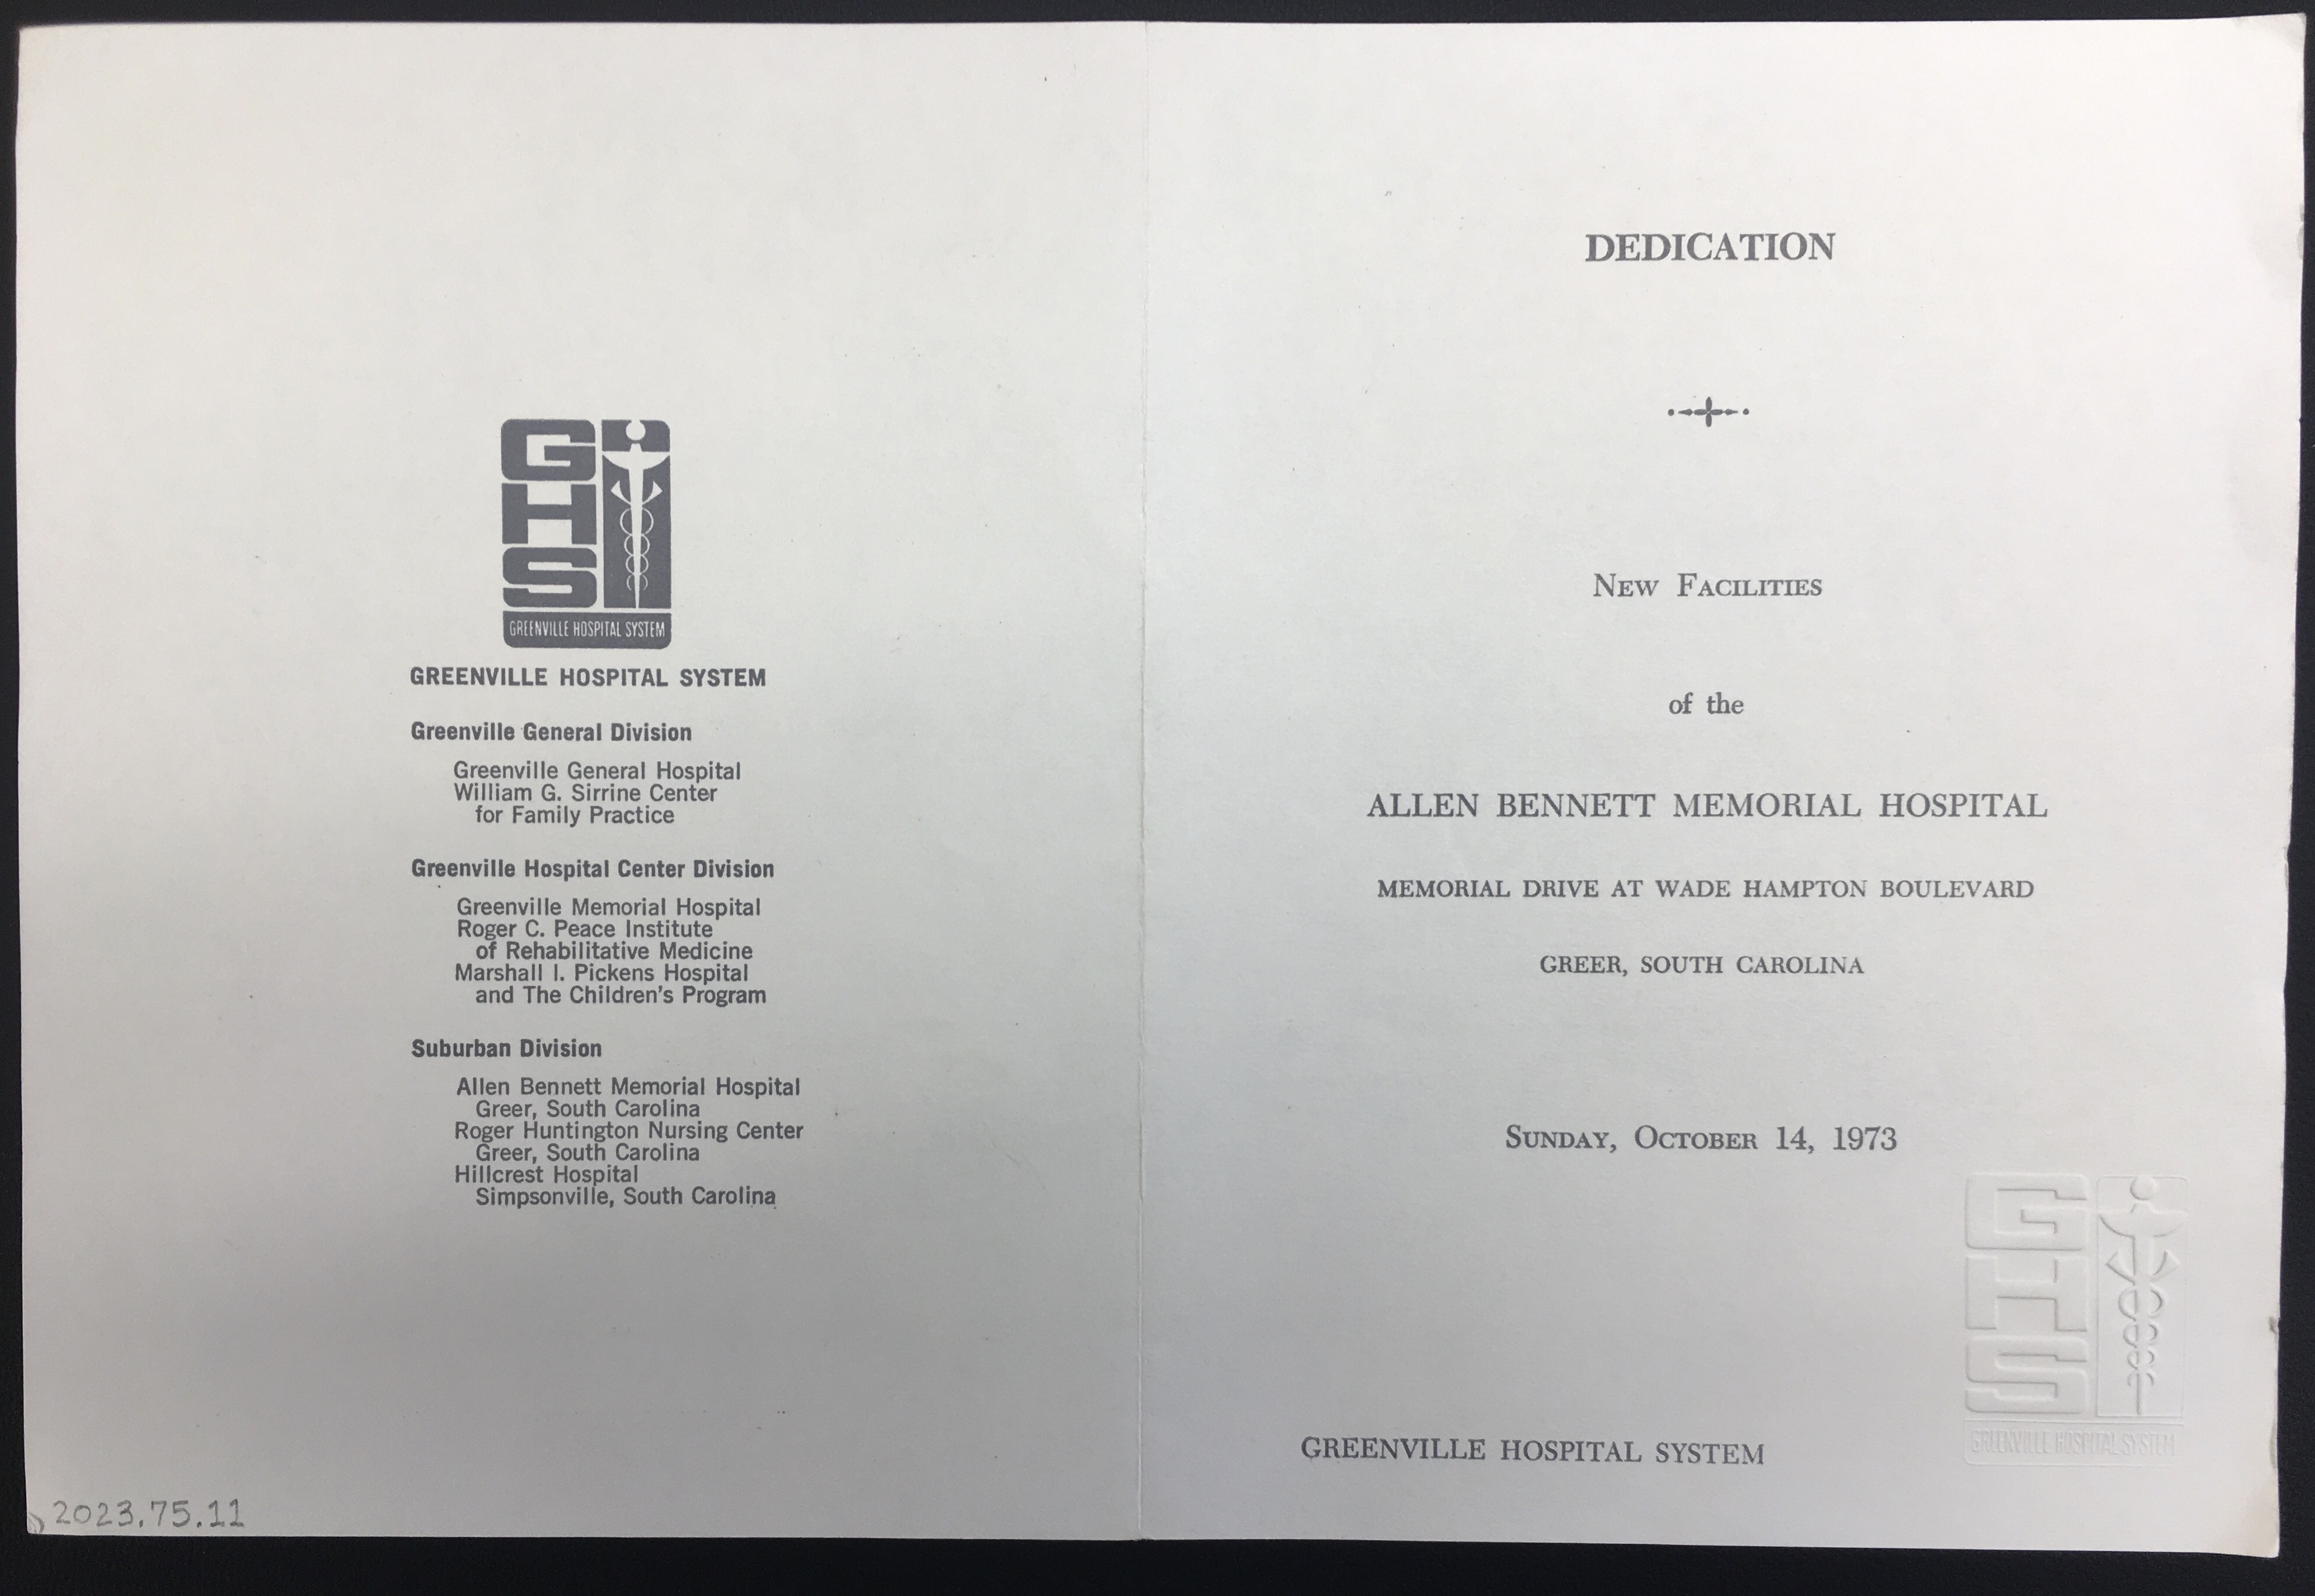 GHS
GREENVILLE HOSPITAL SYSTEM
GREENVILLE HOSPITAL SYSTEM
Greenville General Division
Greenville General Hospital
William G. Sirrine Center
for Family Practice
Greenville Hospital Center Division
Greenville Memorial Hospital
Roger C. Peace Institute
of Rehabilitative Medicine
Marshall I. Pickens Hospital
and The Children's Program
Suburban Division
Allen Bennett Memorial Hospital
Greer, South Carolina
Roger Huntington Nursing Center
Greer, South Carolina
Hillcrest Hospital
Simpsonville, South Carolina
2023.75.11
DEDICATION
New Facilities
of the
ALLEN BENNETT MEMORIAL HOSPITAL
MEMORIAL DRIVE AT WADE HAMPTON BOULEVARD
GREER, SOUTH CAROLINA
Sunday, October 14, 1973
GHS
GREENVILLE HOSPITAL SYSTEM
GREENVILLE HOSPITAL SYSTEM